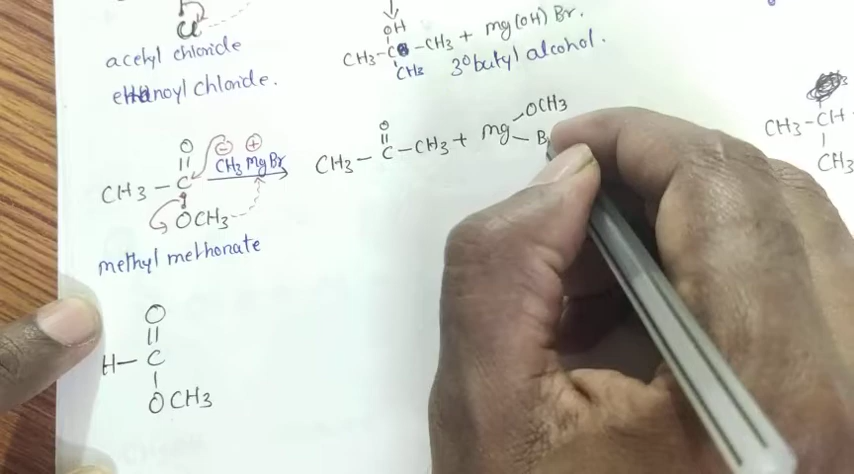 Cl
acetyl chloride
ethanoyl chloride.
OH
CH3-C-CH3 + mg(OH) Br.
CH3 3° butyl alcohol.
O
CH3 - C - OCH3
CH3 MgBr
methyl methonate
O
CH3 - C - CH3 + mg
OCH3
B
O
H - C
OCH3
CH3 - CH
CH3